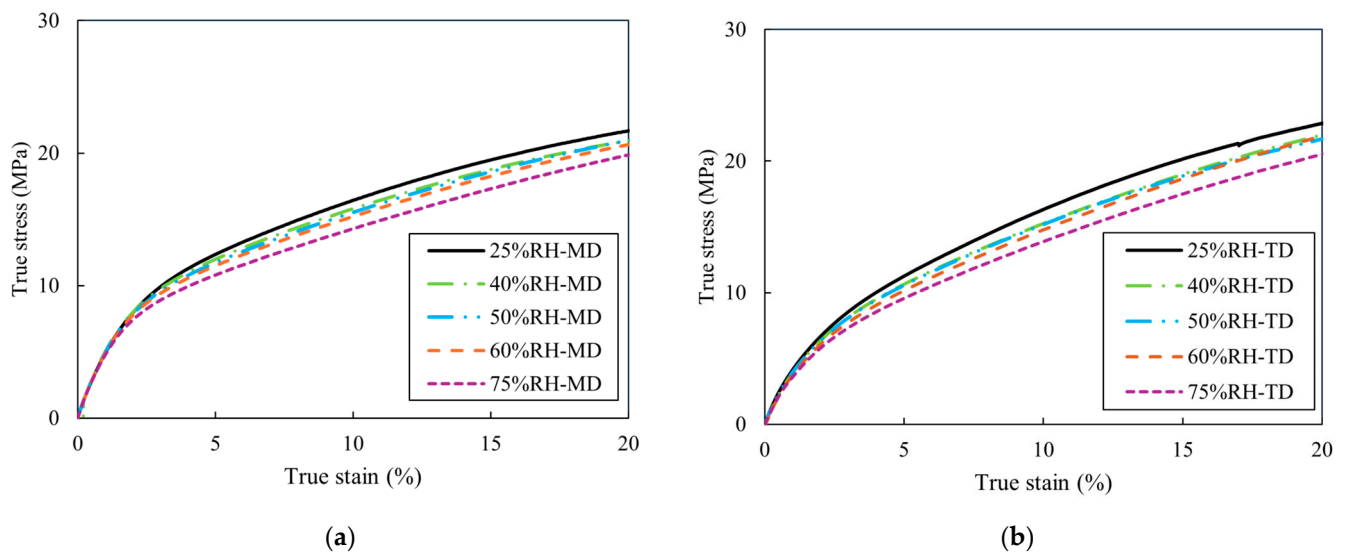 30
20
10
0
0
5
10
15
20
True stress (MPa)
True stain (%)
25%RH-MD
40%RH-MD
50%RH-MD
60%RH-MD
75%RH-MD
(a)
30
20
10
0
0
5
10
15
20
True stress (MPa)
True stain (%)
25%RH-TD
40%RH-TD
50%RH-TD
60%RH-TD
75%RH-TD
(b)